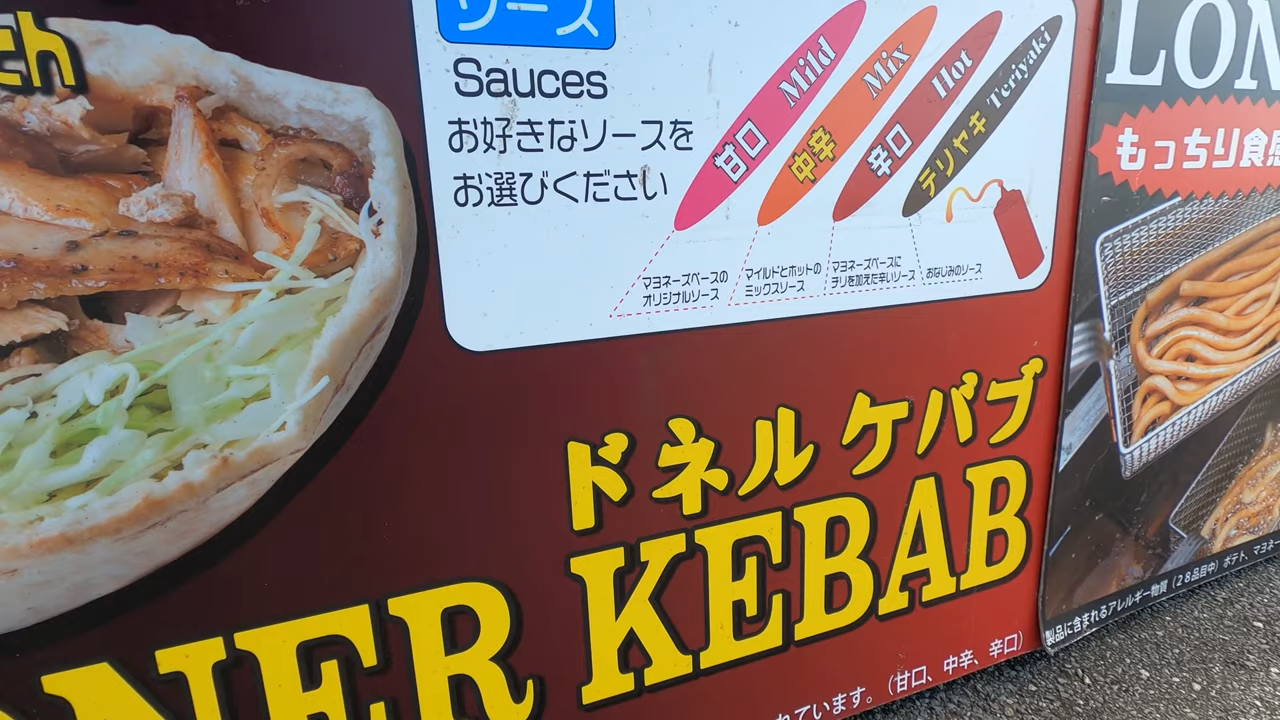 ch
ソース
Sauces
お好きなソースを
お選びください
甘口 Mild
中辛 Mix
辛口 Hot
テリヤキ Teriyaki
マヨネーズベースの
オリジナルソース
マイルドとホットの
ミックスソース
マヨネーズベースに
チリを加えた辛いソース
おなじみのソース
ドネル ケバブ
NER KEBAB
れています。（甘口、中辛、辛口）
LON
もっちり食感
製品に含まれるアレルギー物質（28品目中）ポテト、マヨネー